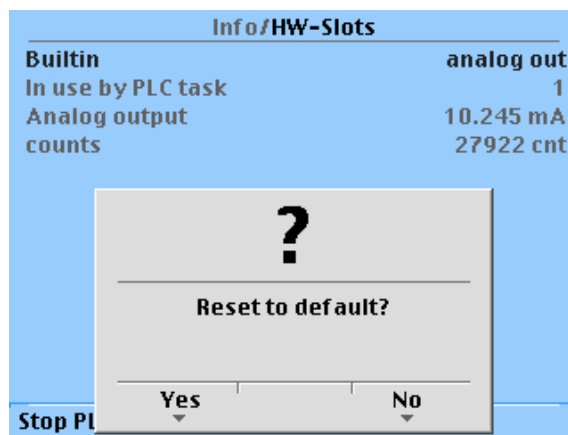 Info/HW-Slots
Builtin analog out
In use by PLC task 1
Analog output 10.245 mA
counts 27922 cnt
?
Reset to default?
Yes No
Stop PL